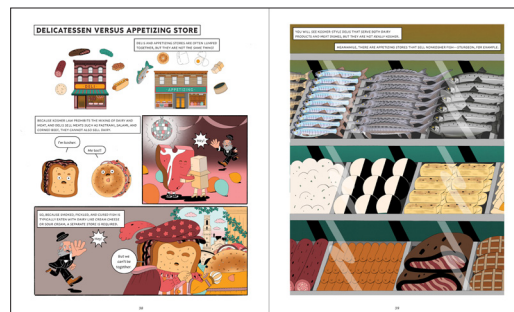 DELICATESSEN VERSUS APPETIZING STORE
DELIS AND APPETIZING STORES ARE OFTEN LUMPED
TOGETHER, BUT THEY ARE NOT THE SAME THING!
DELI
APPETIZING
BECAUSE KOSHER LAW PROHIBITS THE MIXING OF DAIRY AND
MEAT, AND DELIS SELL MEATS SUCH AS PASTRAMI, SALAMI, AND
CORNED BEEF, THEY CANNOT ALSO SELL DAIRY.
I'm kosher.
Me too!!
SO, BECAUSE SMOKED, PICKLED, AND CURED FISH IS
TYPICALLY EATEN WITH DAIRY LIKE CREAM CHEESE
OR SOUR CREAM, A SEPARATE STORE IS REQUIRED.
But we
can't be
together.
YOU WILL SEE KOSHER-STYLE DELIS THAT SERVE BOTH DAIRY
PRODUCTS AND MEAT DISHES, BUT THEY ARE NOT REALLY KOSHER.
MEANWHILE, THERE ARE APPETIZING STORES THAT SELL NONKOSHER FISH—STURGEON, FOR EXAMPLE.